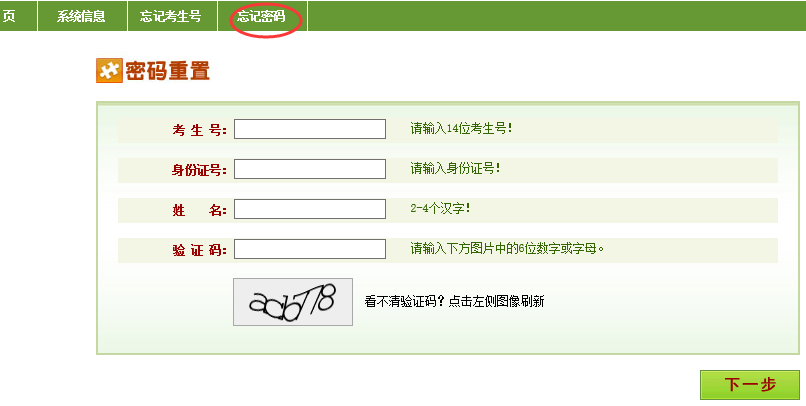 页 系统信息 忘记考生号 忘记密码
密码重置
考 生 号： 请输入14位考生号！
身份证号： 请输入身份证号！
姓 名： 2-4个汉字！
验 证 码： 请输入下方图片中的6位数字或字母。
看不清验证码？点击左侧图像刷新
下一步